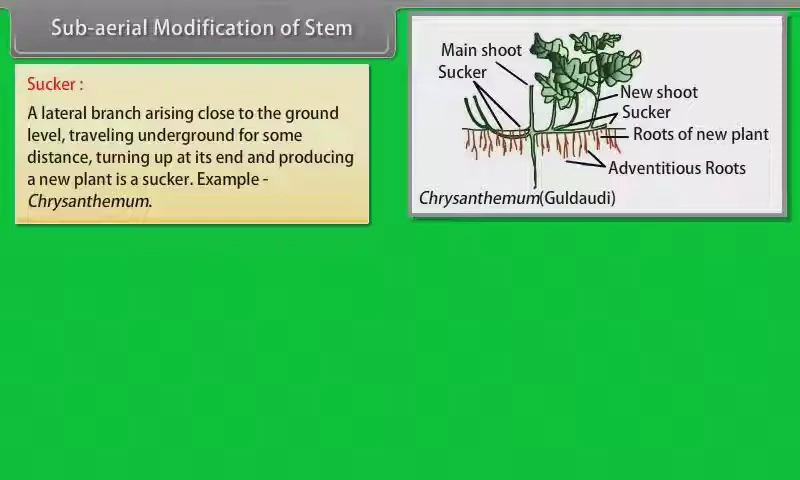 Sub-aerial Modification of Stem
Sucker :
A lateral branch arising close to the ground
level, traveling underground for some
distance, turning up at its end and producing
a new plant is a sucker. Example -
Chrysanthemum.
Main shoot
Sucker
New shoot
Sucker
Roots of new plant
Adventitious Roots
Chrysanthemum(Guldaudi)